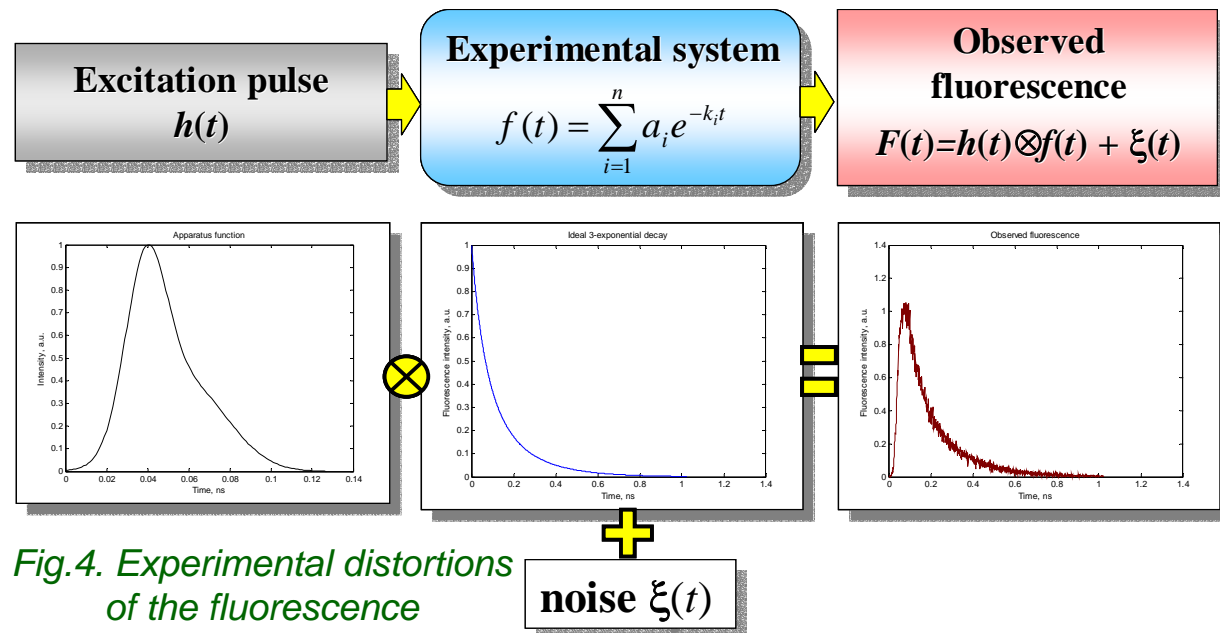 Excitation pulse
h(t)
Experimental system
f(t) = \sum_{i=1}^{n} a_i e^{-k_i t}
Observed
fluorescence
F(t)=h(t)⊗f(t) + ξ(t)
Apparatus function
1
0.9
0.8
0.7
0.6
0.5
0.4
0.3
0.2
0.1
0
Intensity, a.u.
0 0.02 0.04 0.06 0.08 0.1 0.12 0.14
Time, ns
⊗
Ideal 3-exponential decay
1
0.9
0.8
0.7
0.6
0.5
0.4
0.3
0.2
0.1
0
Fluorescence intensity, a.u.
0 0.2 0.4 0.6 0.8 1 1.2 1.4
Time, ns
=
Observed fluorescence
1.4
1.2
1
0.8
0.6
0.4
0.2
0
Fluorescence intensity, a.u.
0 0.2 0.4 0.6 0.8 1 1.2 1.4
Time, ns
+
noise ξ(t)
Fig.4. Experimental distortions
of the fluorescence